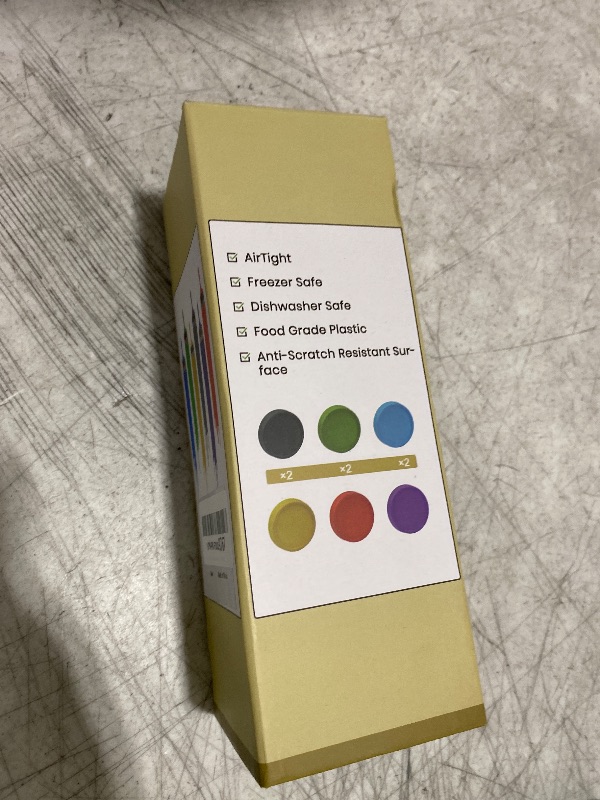 AirTight
Freezer Safe
Dishwasher Safe
Food Grade Plastic
Anti-Scratch Resistant Sur-
face
×2 ×2 ×2